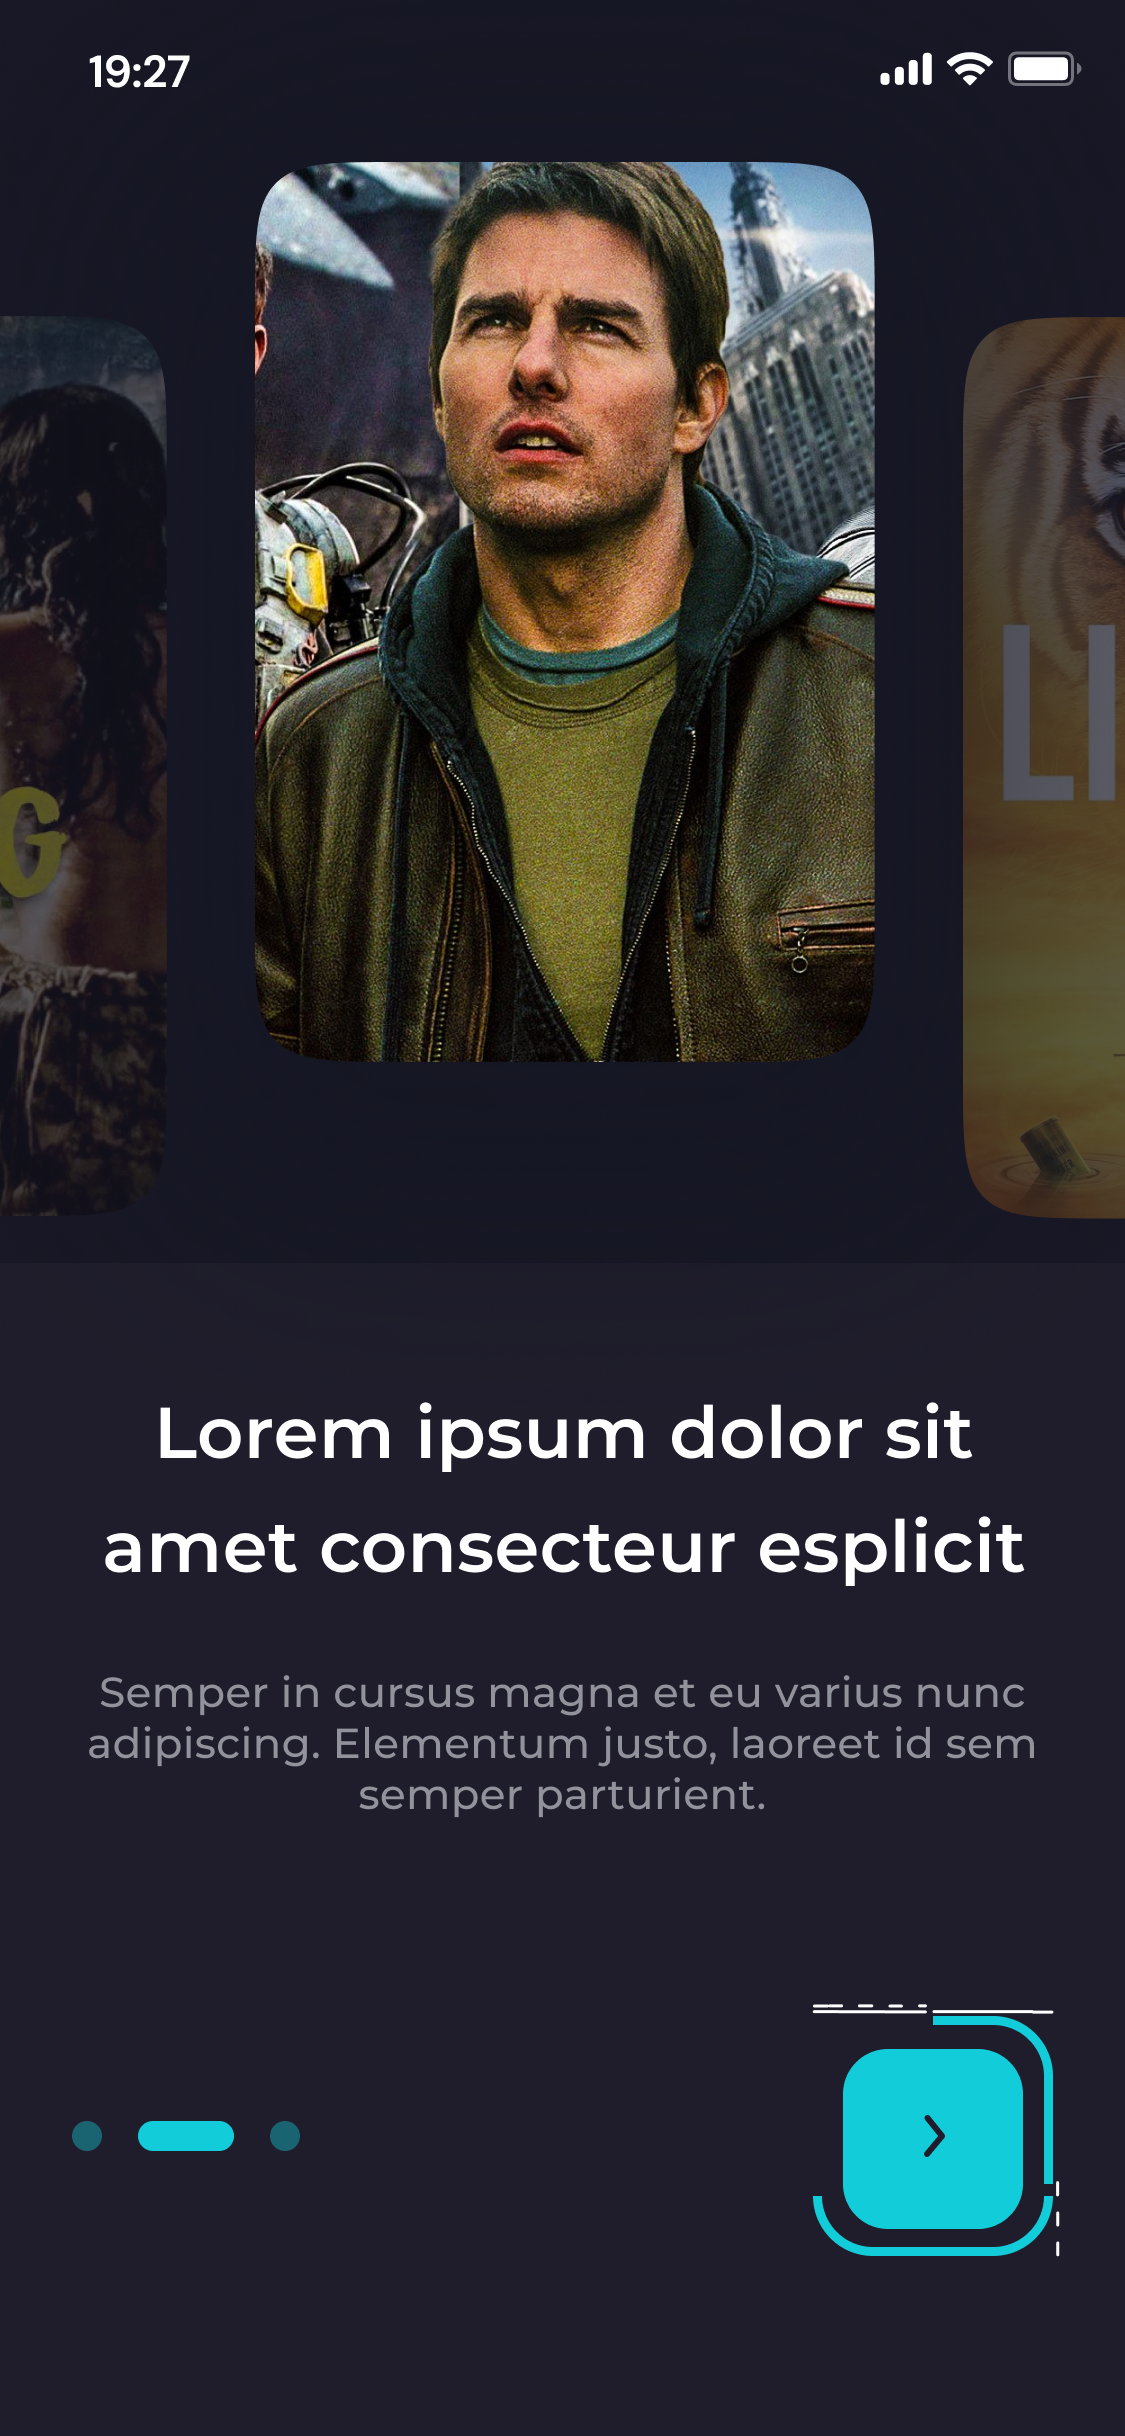 19:27
G
LI
Lorem ipsum dolor sit
amet consecteur esplicit
Semper in cursus magna et eu varius nunc
adipiscing. Elementum justo, laoreet id sem
semper parturient.